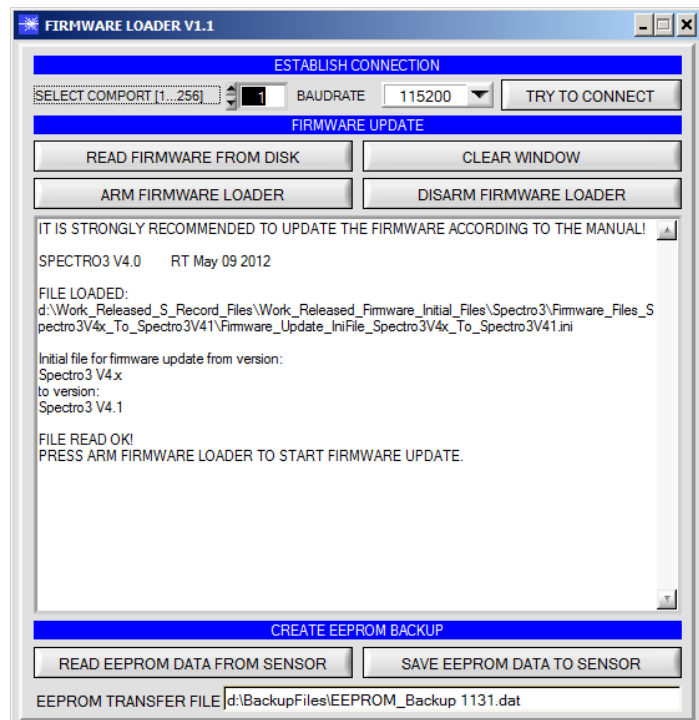 FIRMWARE LOADER V1.1
ESTABLISH CONNECTION
SELECT COMPORT [1...256] 1 BAUDRATE 115200 TRY TO CONNECT
FIRMWARE UPDATE
READ FIRMWARE FROM DISK CLEAR WINDOW
ARM FIRMWARE LOADER DISARM FIRMWARE LOADER
IT IS STRONGLY RECOMMENDED TO UPDATE THE FIRMWARE ACCORDING TO THE MANUAL!
SPECTRO3 V4.0 RT May 09 2012
FILE LOADED:
d:\Work_Released_S_Record_Files\Work_Released_Firmware_Initial_Files\Spectro3\Firmware_Files_S
pectro3V4x_To_Spectro3V41\Firmware_Update_IniFile_Spectro3V4x_To_Spectro3V41.ini
Initial file for firmware update from version:
Spectro3 V4.x
to version:
Spectro3 V4.1
FILE READ OK!
PRESS ARM FIRMWARE LOADER TO START FIRMWARE UPDATE.
CREATE EEPROM BACKUP
READ EEPROM DATA FROM SENSOR SAVE EEPROM DATA TO SENSOR
EEPROM TRANSFER FILE d:\BackupFiles\EEPROM_Backup 1131.dat